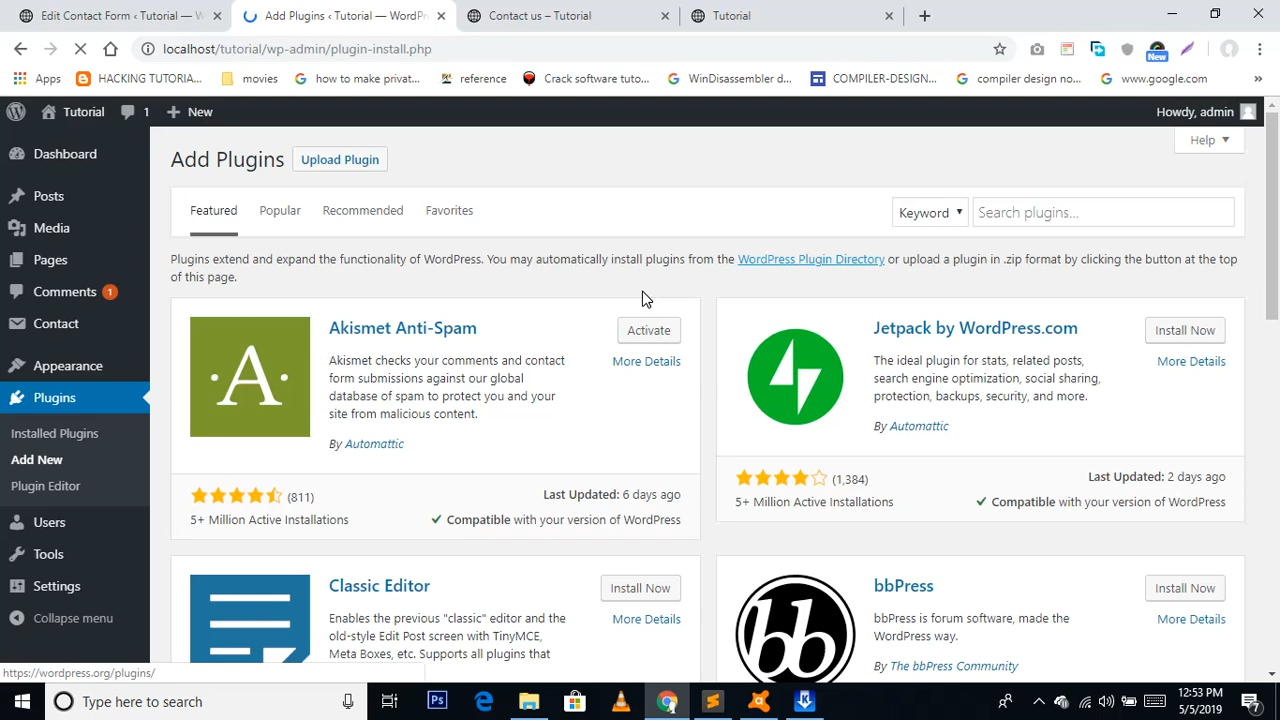 Edit Contact Form ‹ Tutorial — W
Add Plugins ‹ Tutorial — WordPr
Contact us – Tutorial
Tutorial
localhost/tutorial/wp-admin/plugin-install.php
New
Apps
HACKING TUTORIA...
movies
how to make privat...
reference
Crack software tuto...
WinDissembler d...
COMPILER-DESIGN...
compiler design no...
www.google.com
»
Tutorial
1
New
Howdy, admin
Dashboard
Posts
Media
Pages
Comments 1
Contact
Appearance
Plugins
Installed Plugins
Add New
Plugin Editor
Users
Tools
Settings
Collapse menu
Help
Add Plugins
Upload Plugin
Featured
Popular
Recommended
Favorites
Keyword
Search plugins...
Plugins extend and expand the functionality of WordPress. You may automatically install plugins from the WordPress Plugin Directory or upload a plugin in .zip format by clicking the button at the top
of this page.
A
Akismet Anti-Spam
Activate
More Details
Akismet checks your comments and contact
form submissions against our global
database of spam to protect you and your
site from malicious content.
By Automattic
(811)
5+ Million Active Installations
Last Updated: 6 days ago
Compatible with your version of WordPress
Jetpack by WordPress.com
Install Now
More Details
The ideal plugin for stats, related posts,
search engine optimization, social sharing,
protection, backups, security, and more.
By Automattic
(1,384)
5+ Million Active Installations
Last Updated: 2 days ago
Compatible with your version of WordPress
Classic Editor
Install Now
More Details
Enables the previous "classic" editor and the
old-style Edit Post screen with TinyMCE,
Meta Boxes, etc. Supports all plugins that
bb
bbPress
Install Now
More Details
bbPress is forum software, made the
WordPress way.
By The bbPress Community
https://wordpress.org/plugins/
Type here to search
Ps
12:53 PM
5/5/2019
7